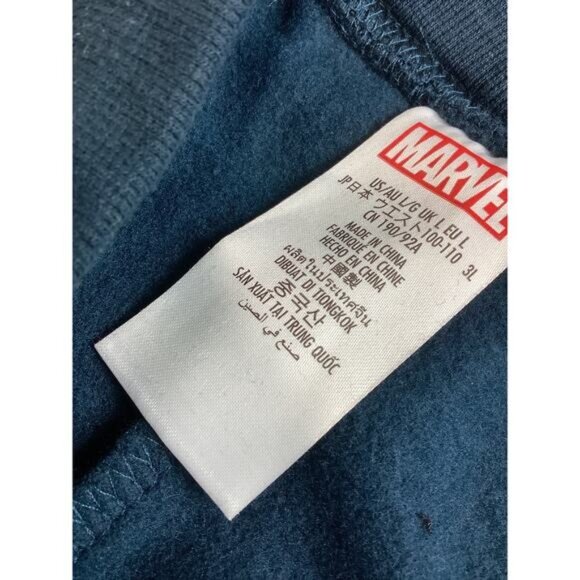 MARVEL
US/AU L/G UK L EU L
JP日本 ウエスト100-110 3L
CN 190/92A
MADE IN CHINA
FABRIQUE EN CHINE
HECHO EN CHINA
中國製
ผลิตในประเทศจีน
DIBUAT DI TIONGKOK
중국산
SẢN XUẤT TẠI TRUNG QUỐC
صنع في الصين